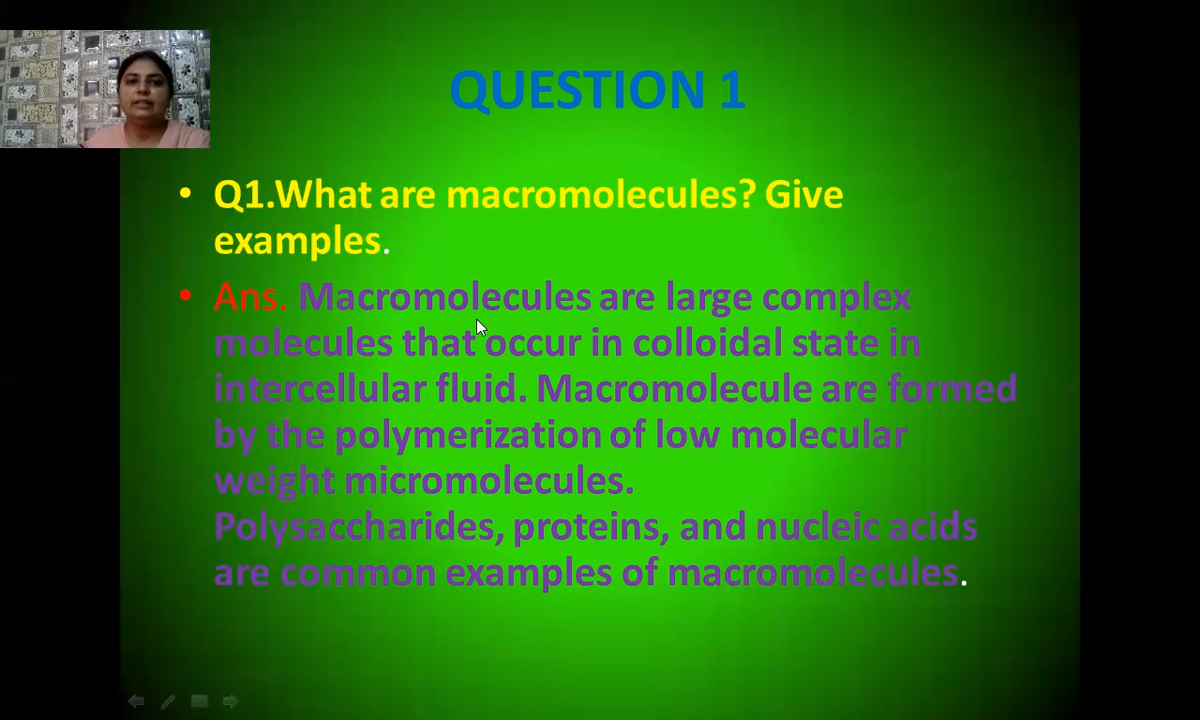 QUESTION 1
• Q1.What are macromolecules? Give
examples.
• Ans. Macromolecules are large complex
molecules that occur in colloidal state in
intercellular fluid. Macromolecule are formed
by the polymerization of low molecular
weight micromolecules.
Polysaccharides, proteins, and nucleic acids
are common examples of macromolecules.